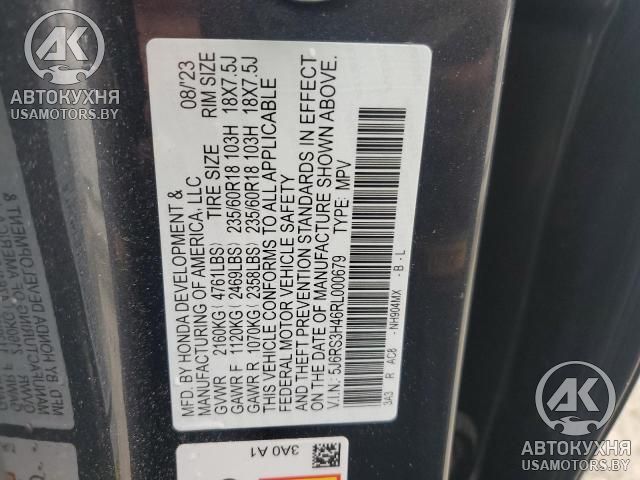 АВТОКУХНЯ
USAMOTORS.BY
MFD. BY HONDA DEVELOPMENT & 08/'23
MANUFACTURING OF AMERICA, LLC
TIRE SIZE RIM SIZE
GVWR 2160KG( 4761LBS) 235/60R18 103H 18X7.5J
GAWR F 1120KG( 2469LBS) 235/60R18 103H 18X7.5J
GAWR R 1070KG( 2358LBS)
THIS VEHICLE CONFORMS TO ALL APPLICABLE
FEDERAL MOTOR VEHICLE SAFETY
AND THEFT PREVENTION STANDARDS IN EFFECT
ON THE DATE OF MANUFACTURE SHOWN ABOVE.
V.I.N.: 5J6RS3H46RL000679 TYPE: MPV
3A3 R AC8 - NH904MX - B - L
3A0 A1
АВТОКУХНЯ
USAMOTORS.BY